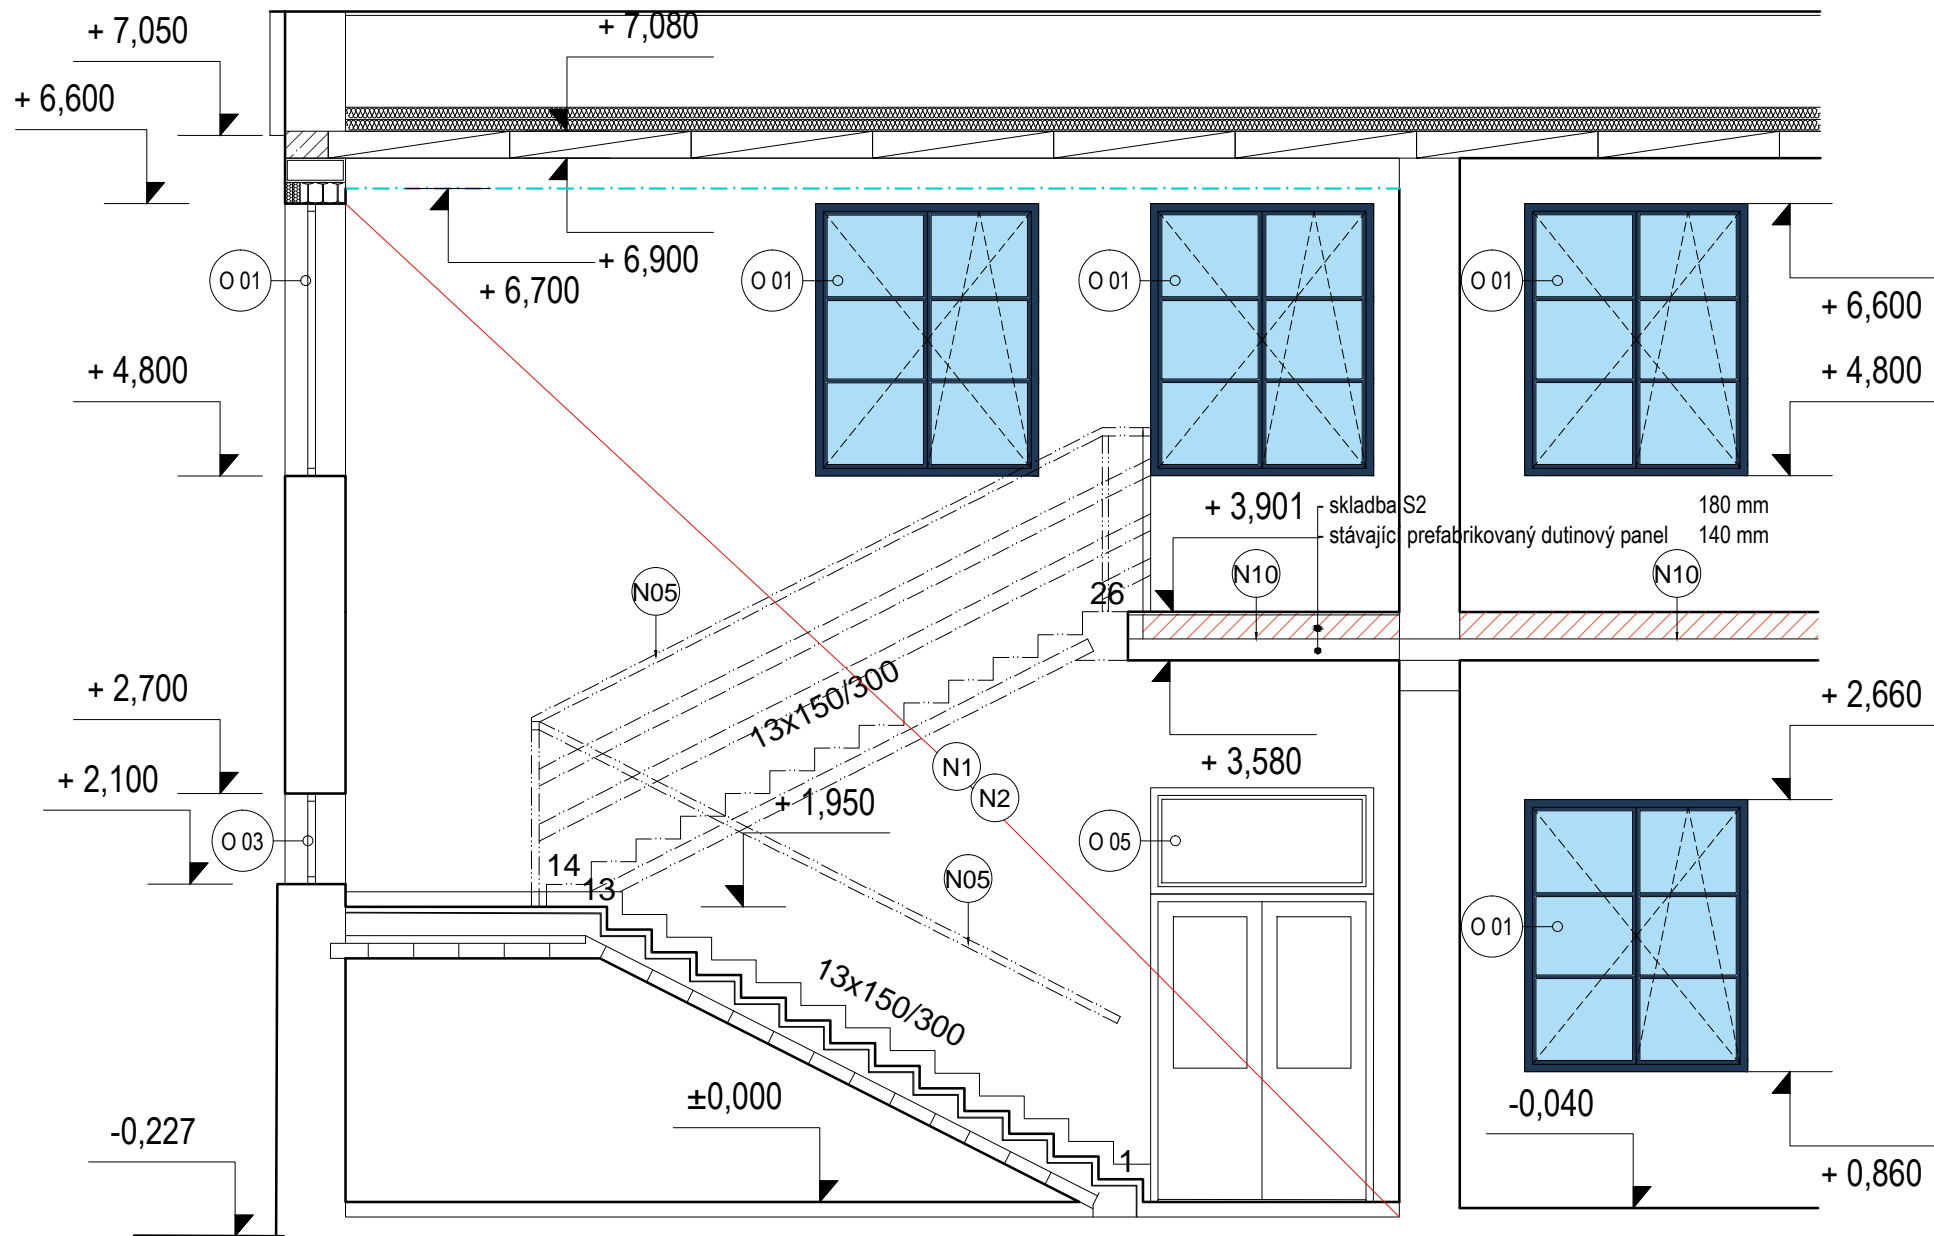 + 7,050
+ 7,080
+ 6,600
O 01
+ 6,900
+ 6,700
O 01
O 01
O 01
+ 6,600
+ 4,800
+ 4,800
+ 3,901
skladba S2 180 mm
stávající prefabrikovaný dutinový panel 140 mm
N05
26
N10
N10
+ 2,700
13x150/300
+ 2,660
+ 2,100
N1
+ 3,580
N2
+ 1,950
O 03
O 05
14
13
N05
O 01
13x150/300
±0,000
-0,040
-0,227
1
+ 0,860